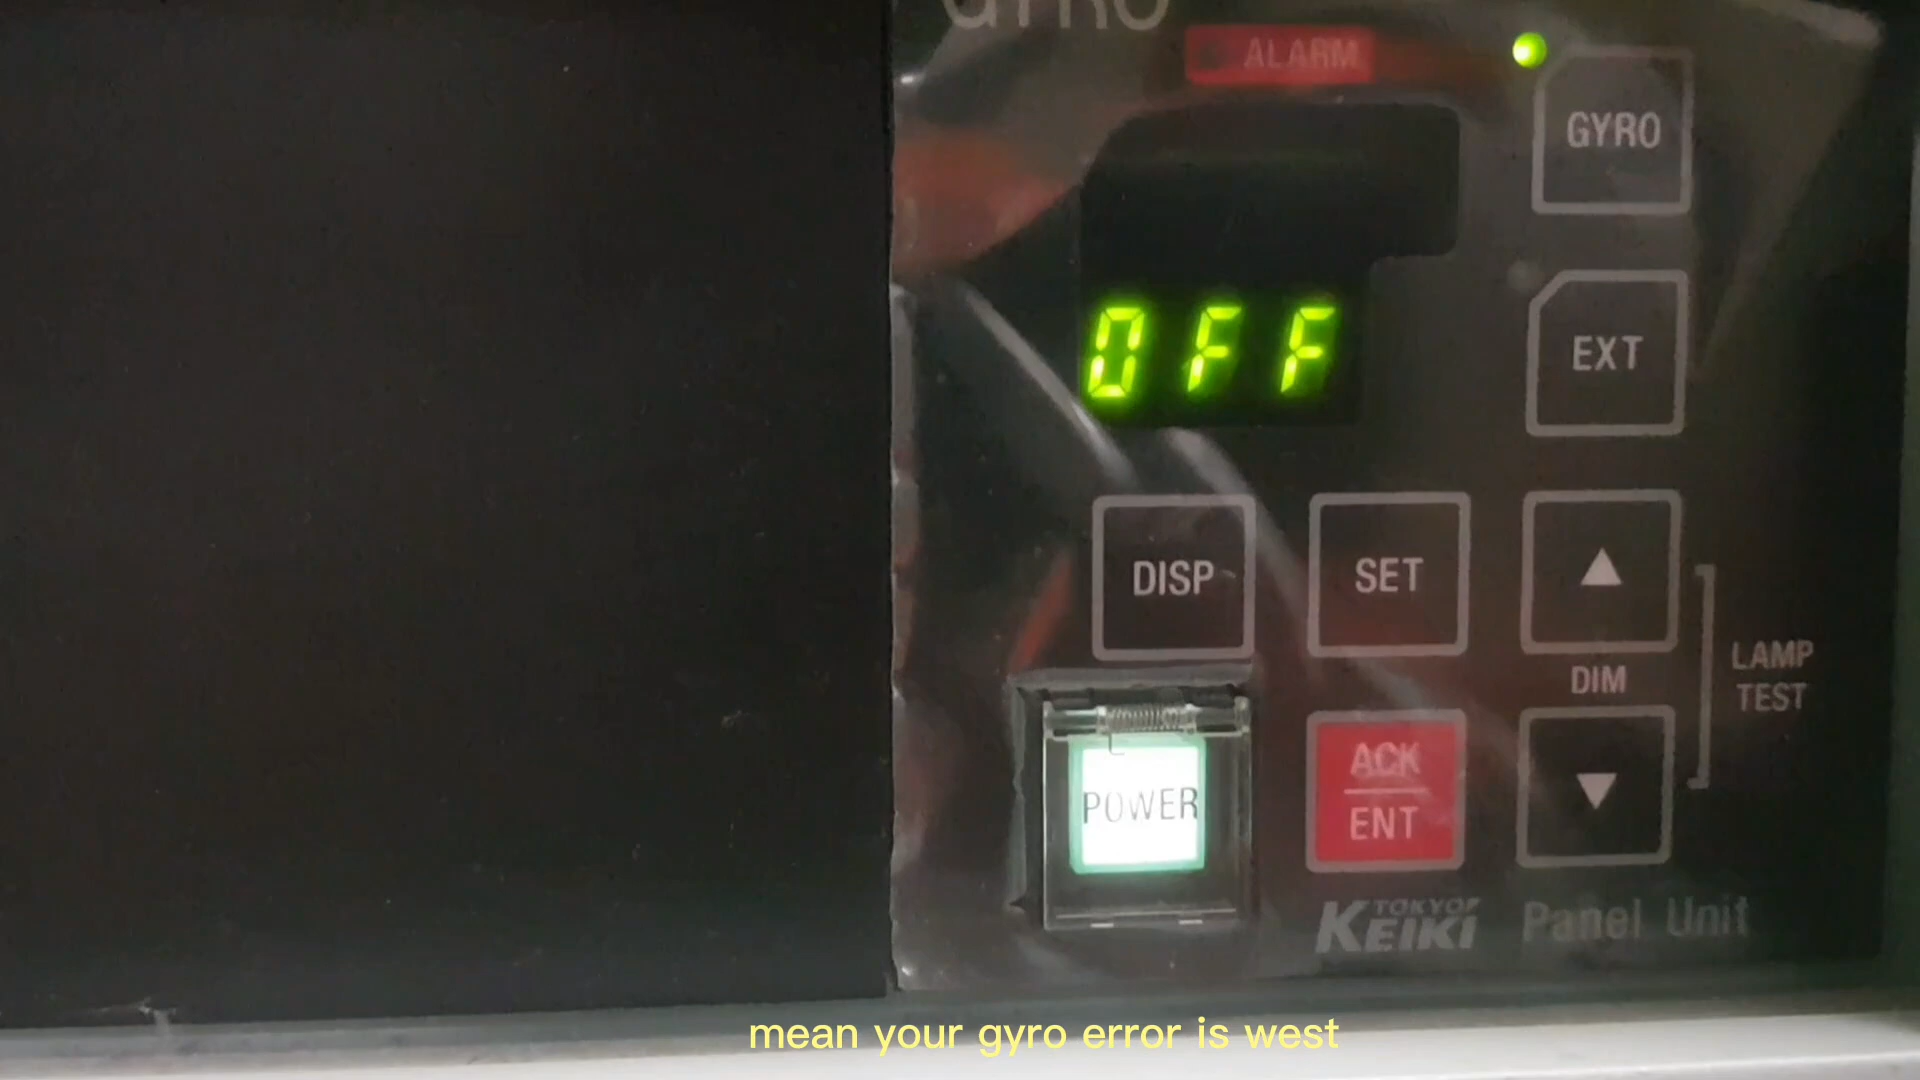 GYRO
ALARM
GYRO
OFF
EXT
DISP
SET
▲
DIM
LAMP
TEST
POWER
ACK
ENT
▼
TOKYO
KEIKI
Panel Unit
mean your gyro error is west